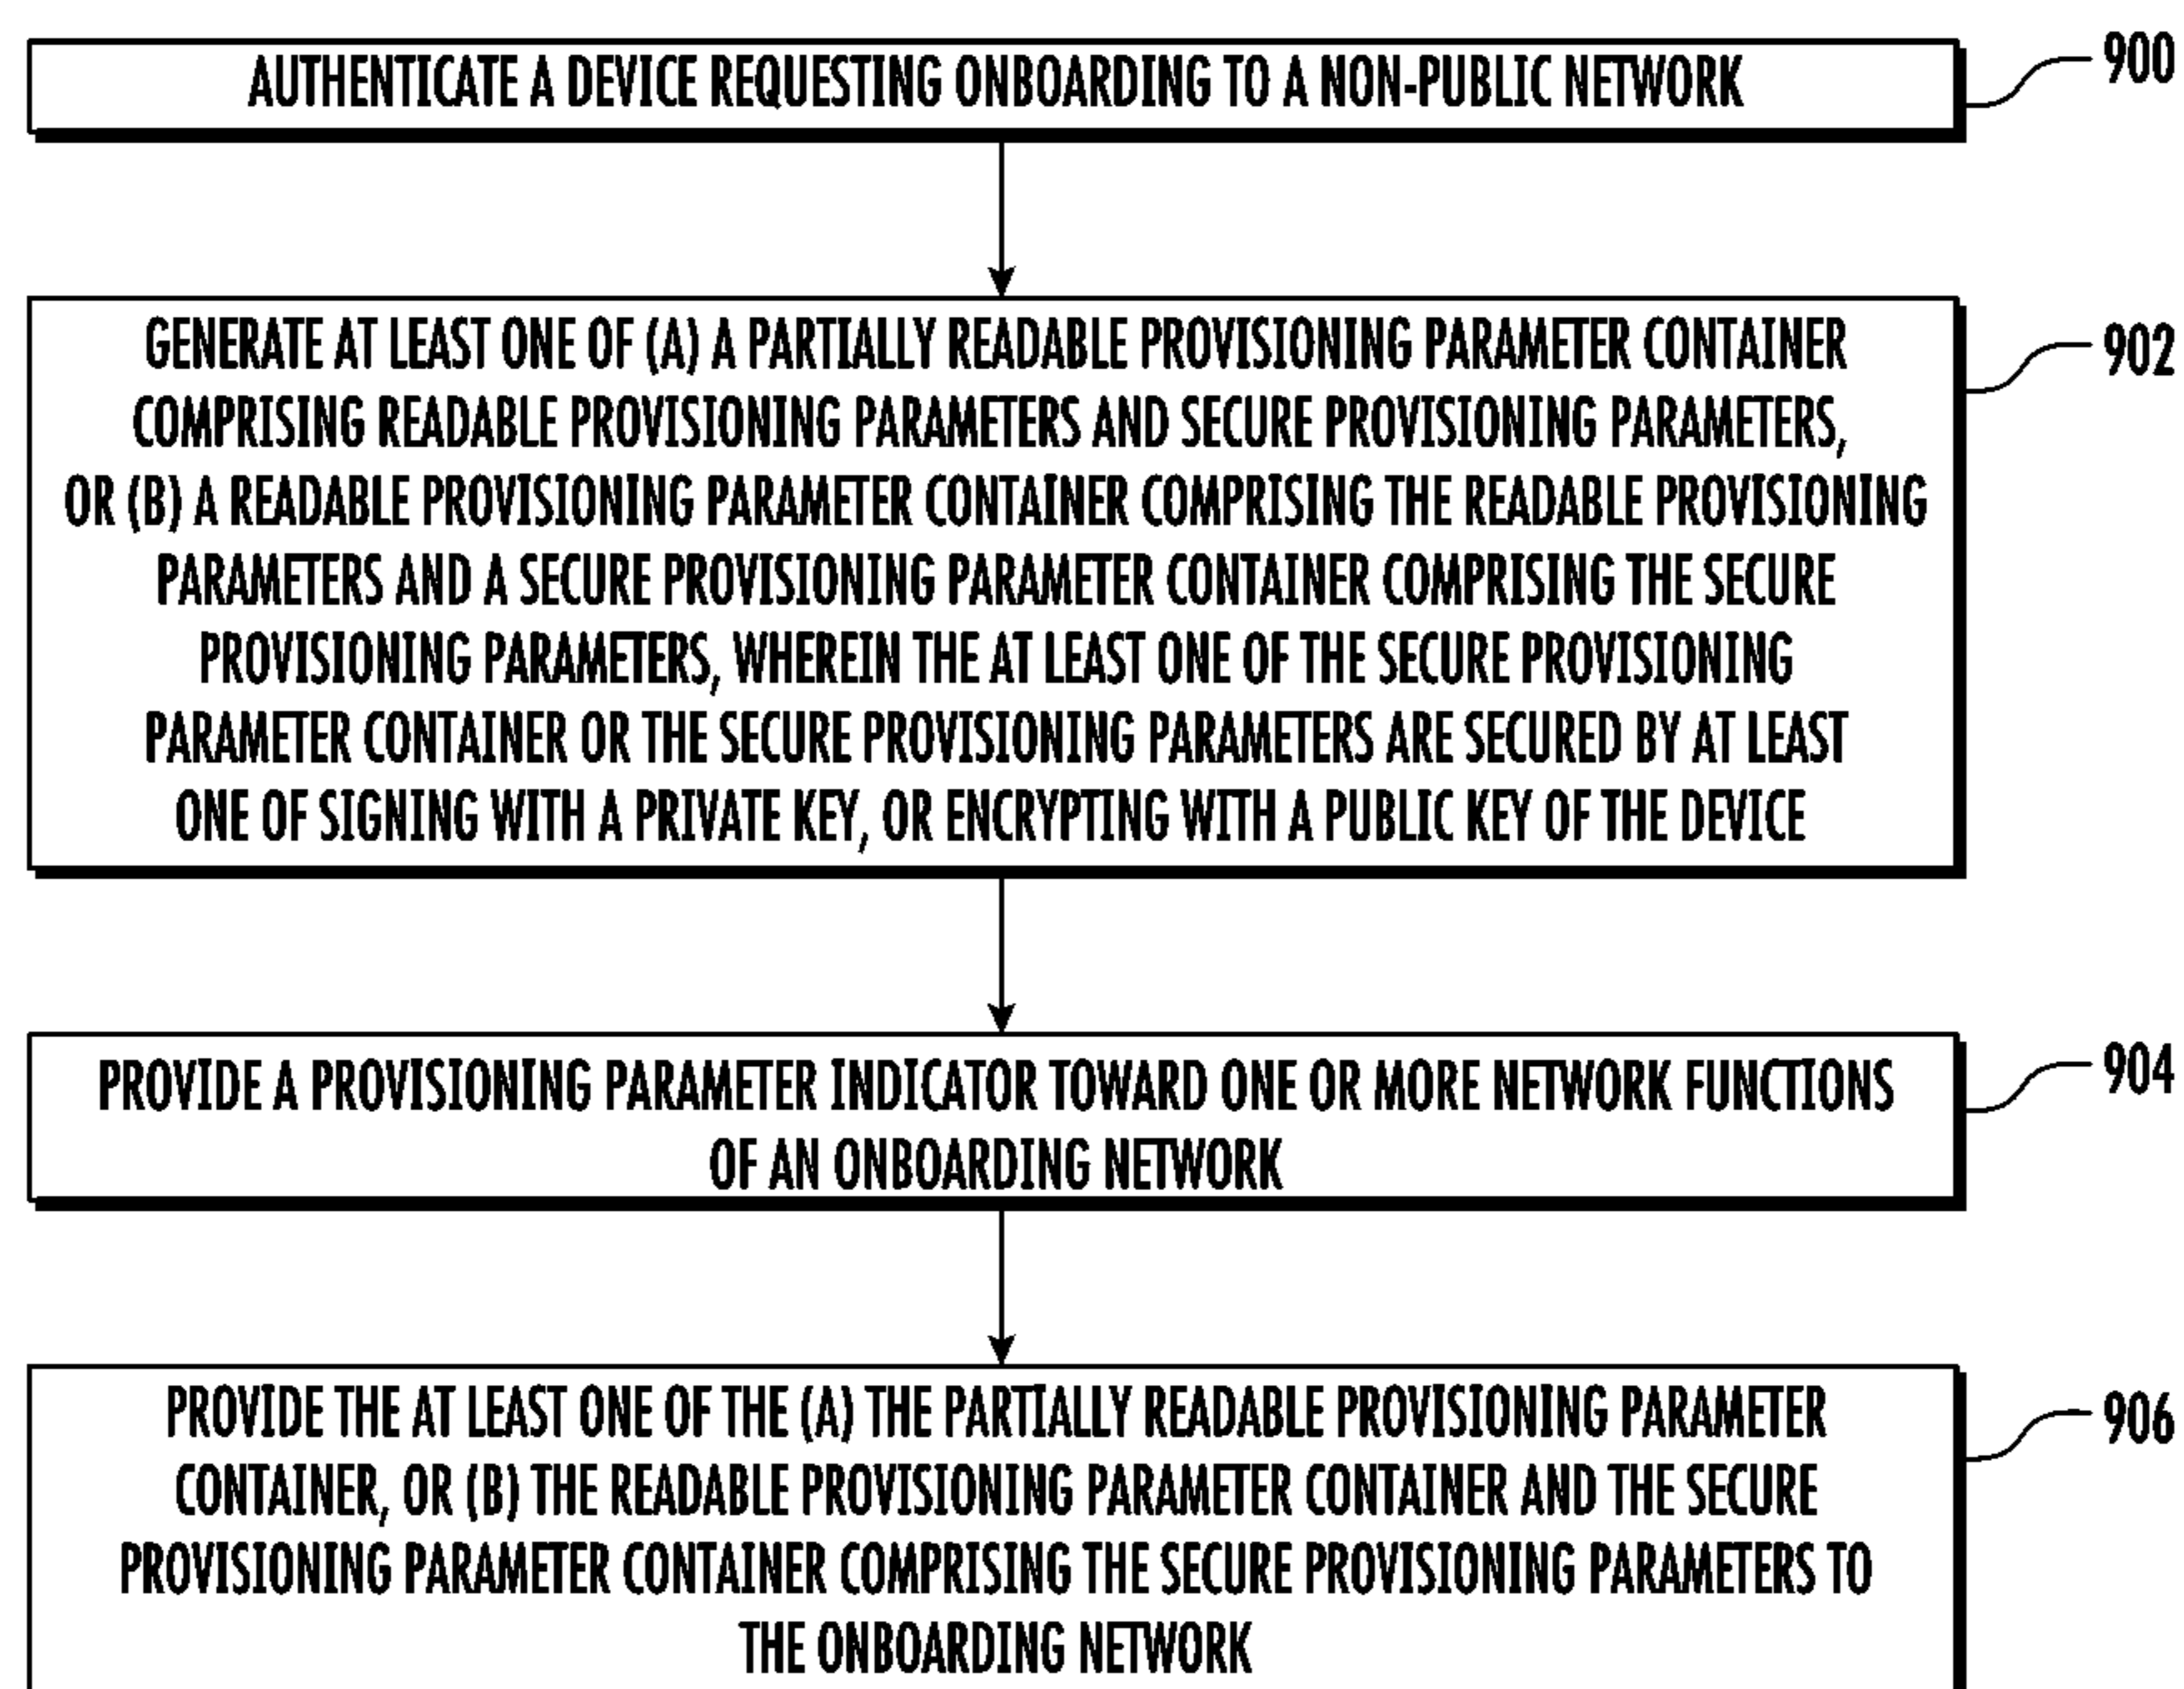 AUTHENTICATE A DEVICE REQUESTING ONBOARDING TO A NON-PUBLIC NETWORK
900
GENERATE AT LEAST ONE OF (A) A PARTIALLY READABLE PROVISIONING PARAMETER CONTAINER
COMPRISING READABLE PROVISIONING PARAMETERS AND SECURE PROVISIONING PARAMETERS,
OR (B) A READABLE PROVISIONING PARAMETER CONTAINER COMPRISING THE READABLE PROVISIONING
PARAMETERS AND A SECURE PROVISIONING PARAMETER CONTAINER COMPRISING THE SECURE
PROVISIONING PARAMETERS, WHEREIN THE AT LEAST ONE OF THE SECURE PROVISIONING
PARAMETER CONTAINER OR THE SECURE PROVISIONING PARAMETERS ARE SECURED BY AT LEAST
ONE OF SIGNING WITH A PRIVATE KEY, OR ENCRYPTING WITH A PUBLIC KEY OF THE DEVICE
902
PROVIDE A PROVISIONING PARAMETER INDICATOR TOWARD ONE OR MORE NETWORK FUNCTIONS
OF AN ONBOARDING NETWORK
904
PROVIDE THE AT LEAST ONE OF THE (A) THE PARTIALLY READABLE PROVISIONING PARAMETER
CONTAINER, OR (B) THE READABLE PROVISIONING PARAMETER CONTAINER AND THE SECURE
PROVISIONING PARAMETER CONTAINER COMPRISING THE SECURE PROVISIONING PARAMETERS TO
THE ONBOARDING NETWORK
906